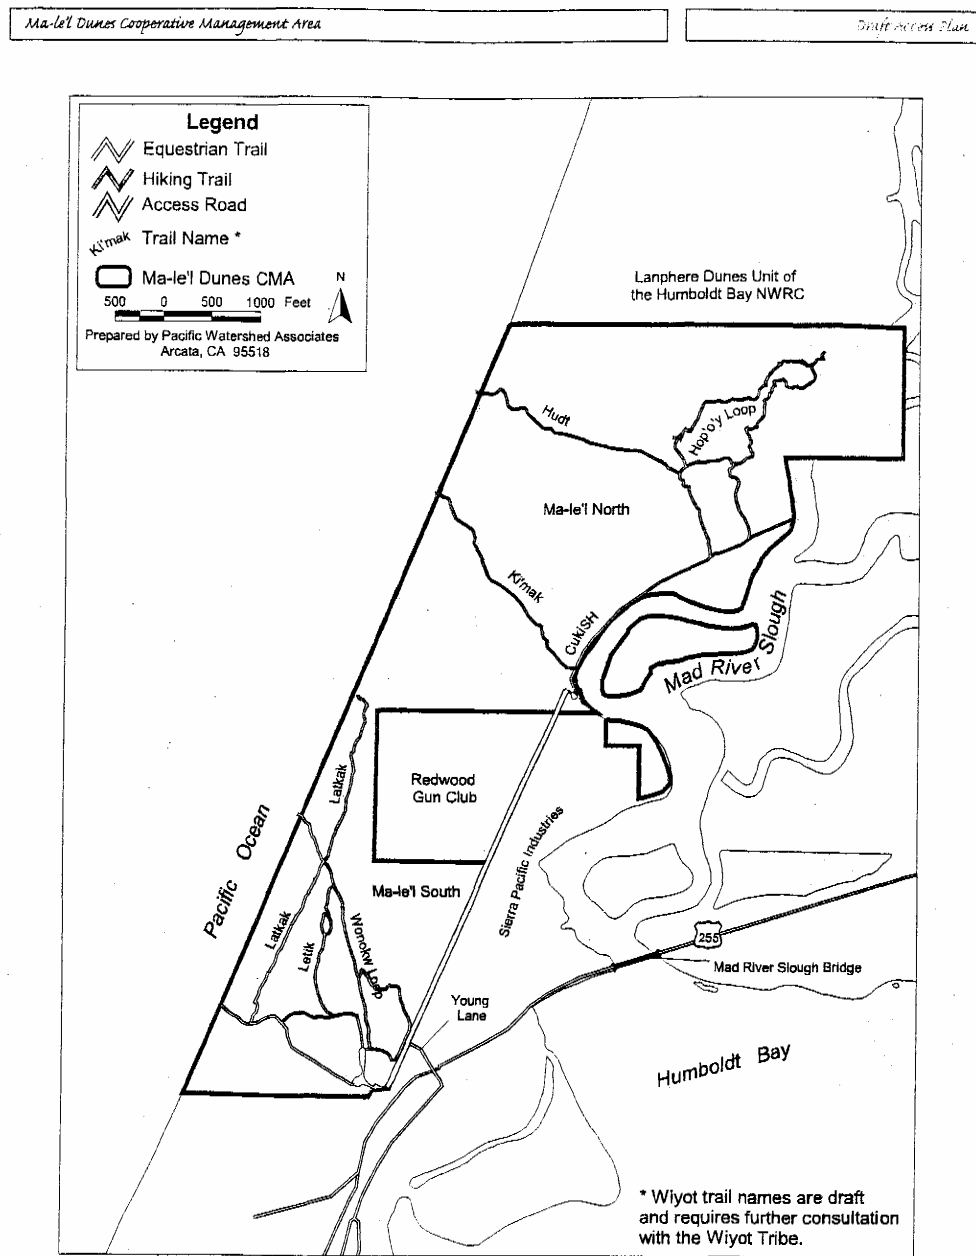 Ma-le'l Dunes Cooperative Management Area
Draft Access Plan
Legend
Equestrian Trail
Hiking Trail
Access Road
Ki'mak Trail Name *
Ma-le'l Dunes CMA
N
500 0 500 1000 Feet
Prepared by Pacific Watershed Associates
Arcata, CA 95518
Lanphere Dunes Unit of
the Humboldt Bay NWRC
Hudt
Hop'o'y Loop
Ma-le'l North
Ki'mak
CukiSH
Mad River Slough
Redwood
Gun Club
Latkak
Pacific Ocean
Sierra Pacific Industries
Ma-le'l South
Latkak
Letik
Wonokw Loop
255
Mad River Slough Bridge
Young
Lane
Humboldt Bay
* Wiyot trail names are draft
and requires further consultation
with the Wiyot Tribe.